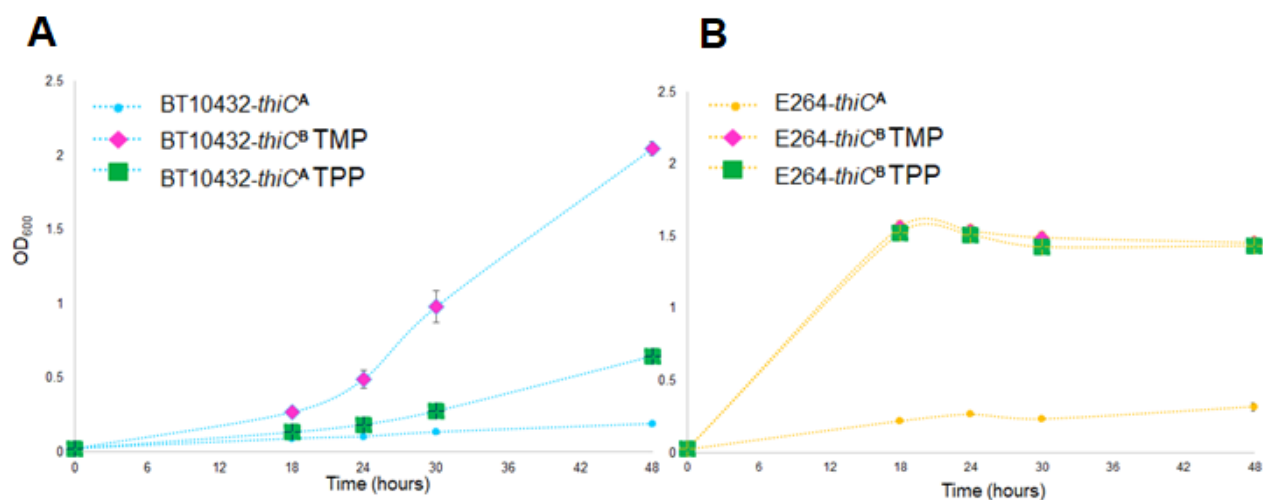 A
2.5
2
1.5
1
0.5
0
OD600
BT10432-thiCA
BT10432-thiCB TMP
BT10432-thiCA TPP
0 6 12 18 24 30 36 42 48
Time (hours)
B
2.5
2
1.5
1
0.5
0
E264-thiCA
E264-thiCB TMP
E264-thiCB TPP
0 6 12 18 24 30 36 42 48
Time (hours)